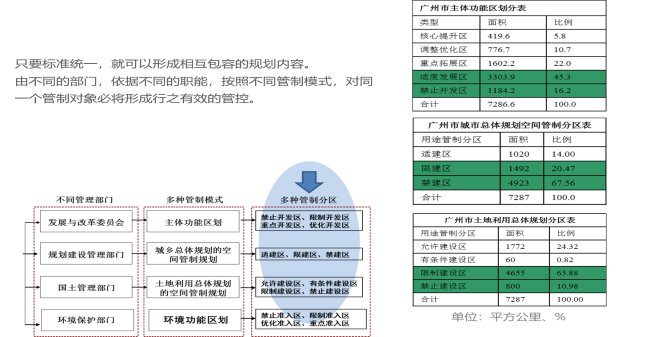 只要标准统一，就可以形成相互包容的规划内容。
由不同的部门，依据不同的职能，按照不同管制模式，对同
一个管制对象必将形成行之有效的管控。
不同管理部门 多种管制模式 多种管制分区
发展与改革委员会 主体功能区划 禁止开发区、限制开发区
重点开发区、优化开发区
规划建设管理部门 城乡总体规划的空
间管制规划 适建区、限建区、禁建区
国土管理部门 土地利用总体规划
的空间管制规划 允许建设区、有条件建设区
限制建设区、禁止建设区
环境保护部门 环境功能区划 禁止准入区、限制准入区
优化准入区、重点准入区
广州市主体功能区划分表
类型 面积 比例
核心提升区 419.6 5.8
调整优化区 776.7 10.7
重点拓展区 1602.2 22.0
适度发展区 3303.9 45.3
禁止开发区 1184.2 16.2
合计 7286.6 100.0
广州市城市总体规划空间管制分区表
用途管制分区 面积 比例
适建区 1020 14.00
限建区 1492 20.47
禁建区 4923 67.56
合计 7287 100.0
广州市土地利用总体规划分区表
用途管制分区 面积 比例
允许建设区 1772 24.32
有条件建设区 60 0.82
限制建设区 4655 63.88
禁止建设区 800 10.98
合计 7287 100.00
单位：平方公里、%